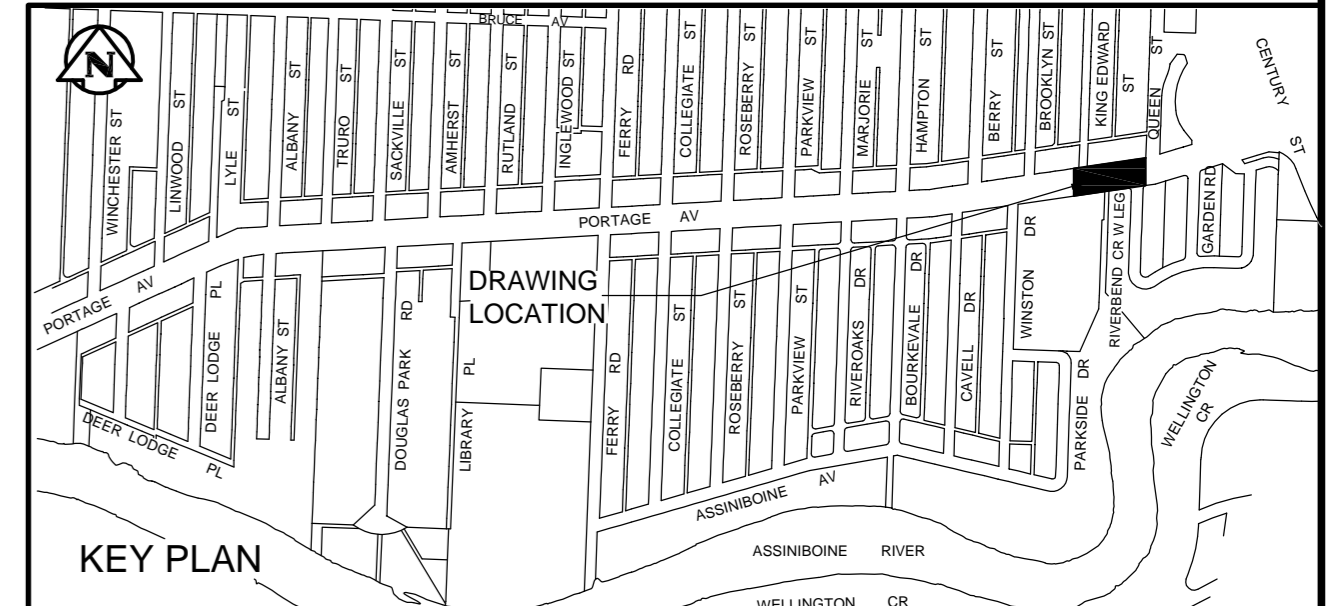 BRUCE AV
N
WINCHESTER ST
LINWOOD ST
LYLE ST
ALBANY ST
TRURO ST
SACKVILLE ST
AMHERST ST
RUTLAND ST
INGLEWOOD ST
FERRY RD
COLLEGIATE ST
ROSEBERRY ST
PARKVIEW ST
MARJORIE ST
HAMPTON ST
BERRY ST
BROOKLYN ST
KING EDWARD ST
QUEEN ST
CENTURY ST
PORTAGE AV
PORTAGE AV
GARDEN RD
DRAWING
LOCATION
DEER LODGE PL
ALBANY ST
DOUGLAS PARK RD
LIBRARY PL
FERRY RD
COLLEGIATE ST
ROSEBERRY ST
PARKVIEW ST
RIVEROAKS DR
BOURKEVALE DR
CAVELL DR
WINSTON DR
PARKSIDE DR
RIVERBEND CR W LEG
WELLINGTON CR
DEER LODGE PL
ASSINIBOINE AV
KEY PLAN
ASSINIBOINE RIVER
WELLINGTON CR